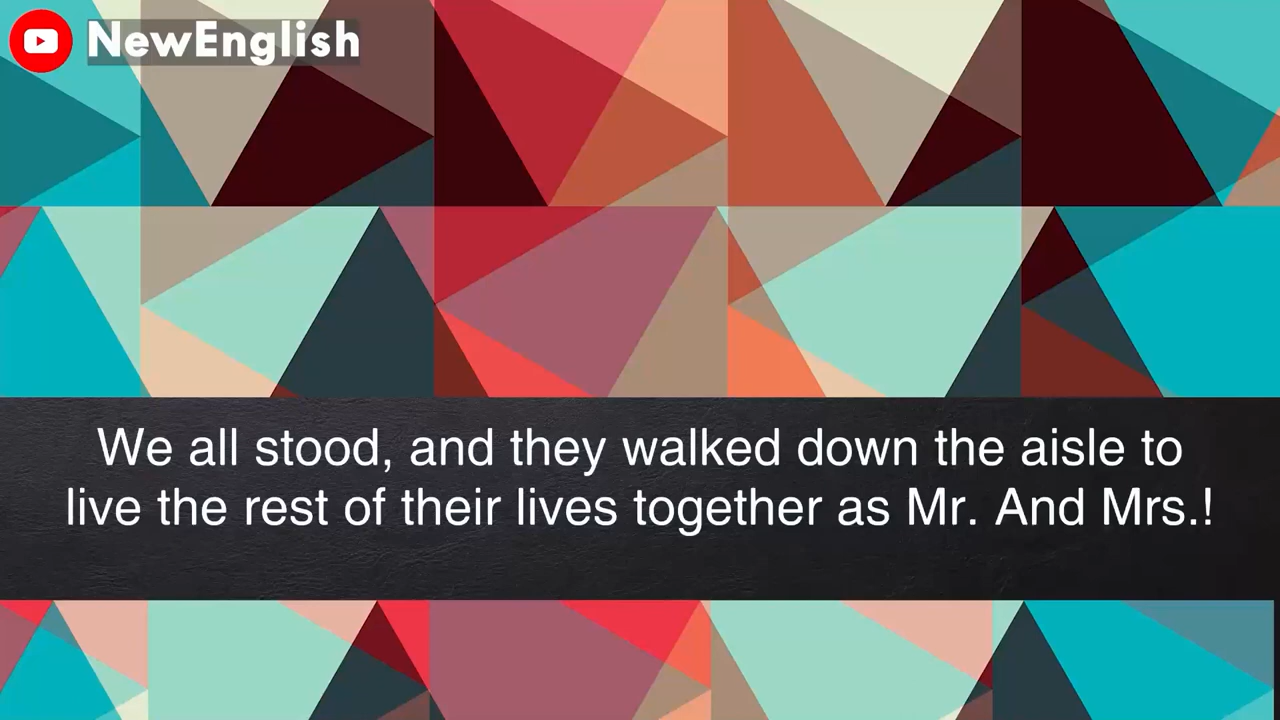 NewEnglish
We all stood, and they walked down the aisle to
live the rest of their lives together as Mr. And Mrs.!